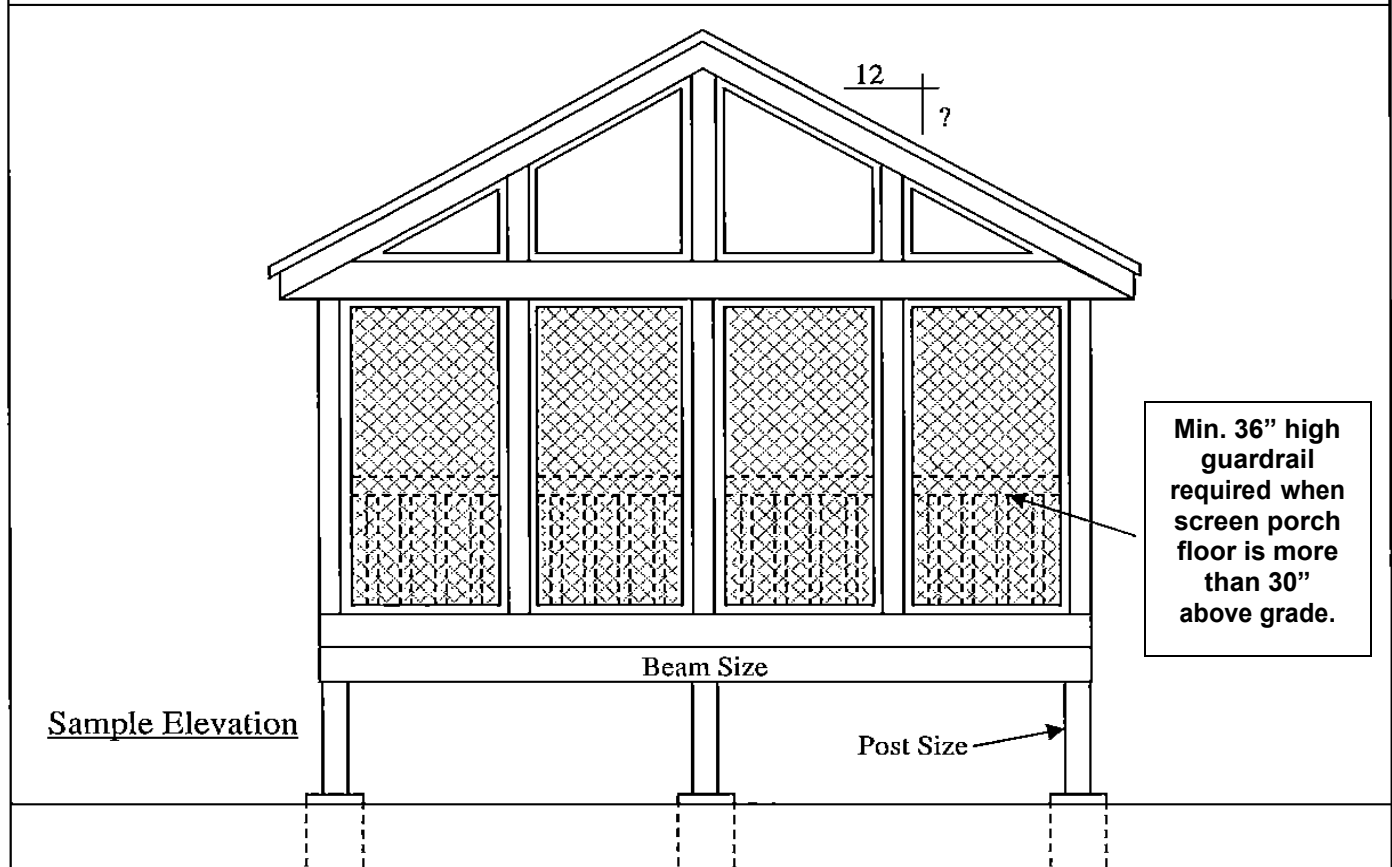 12
?
Min. 36” high
guardrail
required when
screen porch
floor is more
than 30”
above grade.
Beam Size
Sample Elevation
Post Size